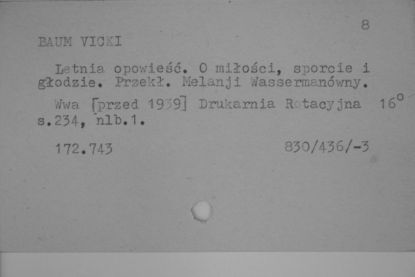 8
BAUM VICKI
Letnia opowieść. O miłości, sporcie i
głodzie. Przekł. Melanji Wassermanówny.
Wwa [przed 1939] Drukarnia Rotacyjna 16°
s.234, nlb.1.
172.743 830/436/-3